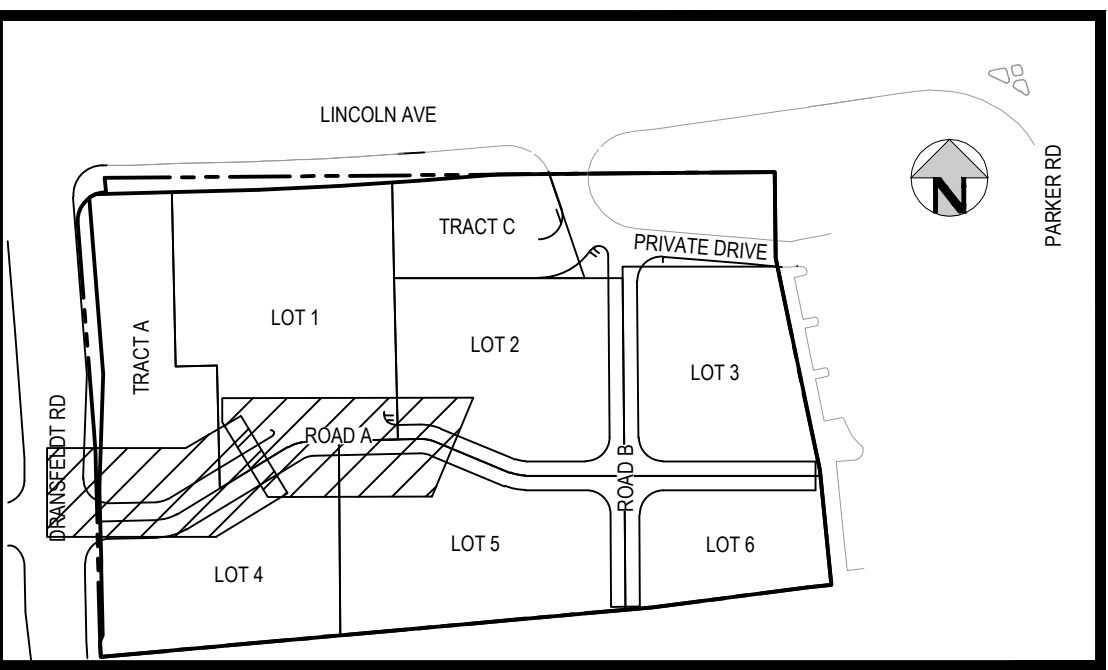 LINCOLN AVE
PARKER RD
N
TRACT C
PRIVATE DRIVE
LOT 1
LOT 2
TRACT A
LOT 3
DRANSFELDT RD
ROAD A
ROAD B
LOT 5
LOT 6
LOT 4